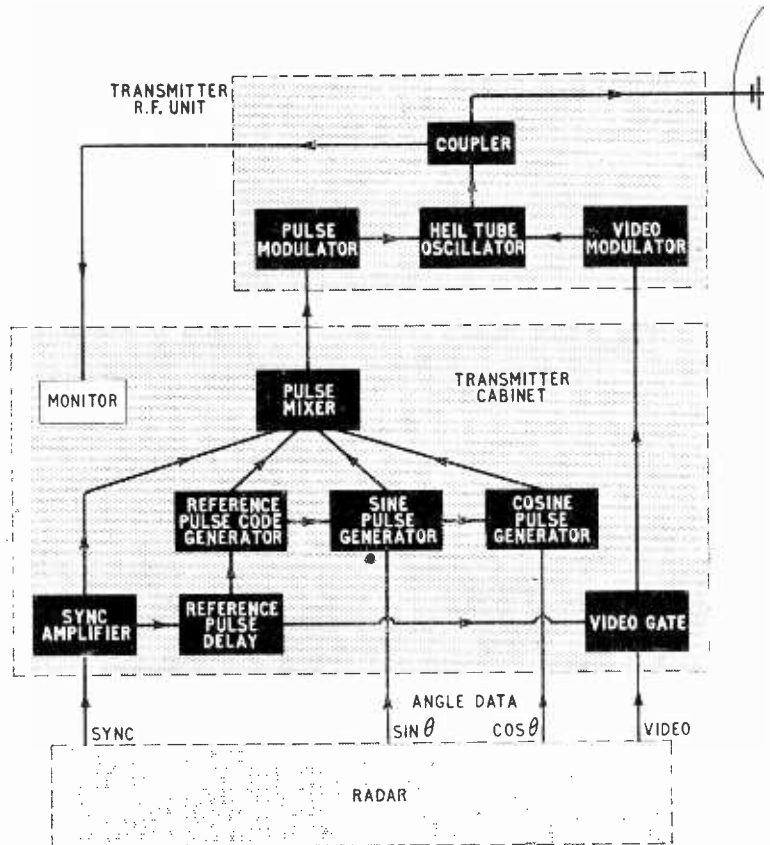 TRANSMITTER
R.F. UNIT
COUPLER
PULSE
MODULATOR
HEIL TUBE
OSCILLATOR
VIDEO
MODULATOR
MONITOR
PULSE
MIXER
TRANSMITTER
CABINET
REFERENCE
PULSE CODE
GENERATOR
SINE
PULSE
GENERATOR
COSINE
PULSE
GENERATOR
SYNC
AMPLIFIER
REFERENCE
PULSE
DELAY
VIDEO GATE
ANGLE DATA
SYNC
SIN θ
COS θ
VIDEO
RADAR